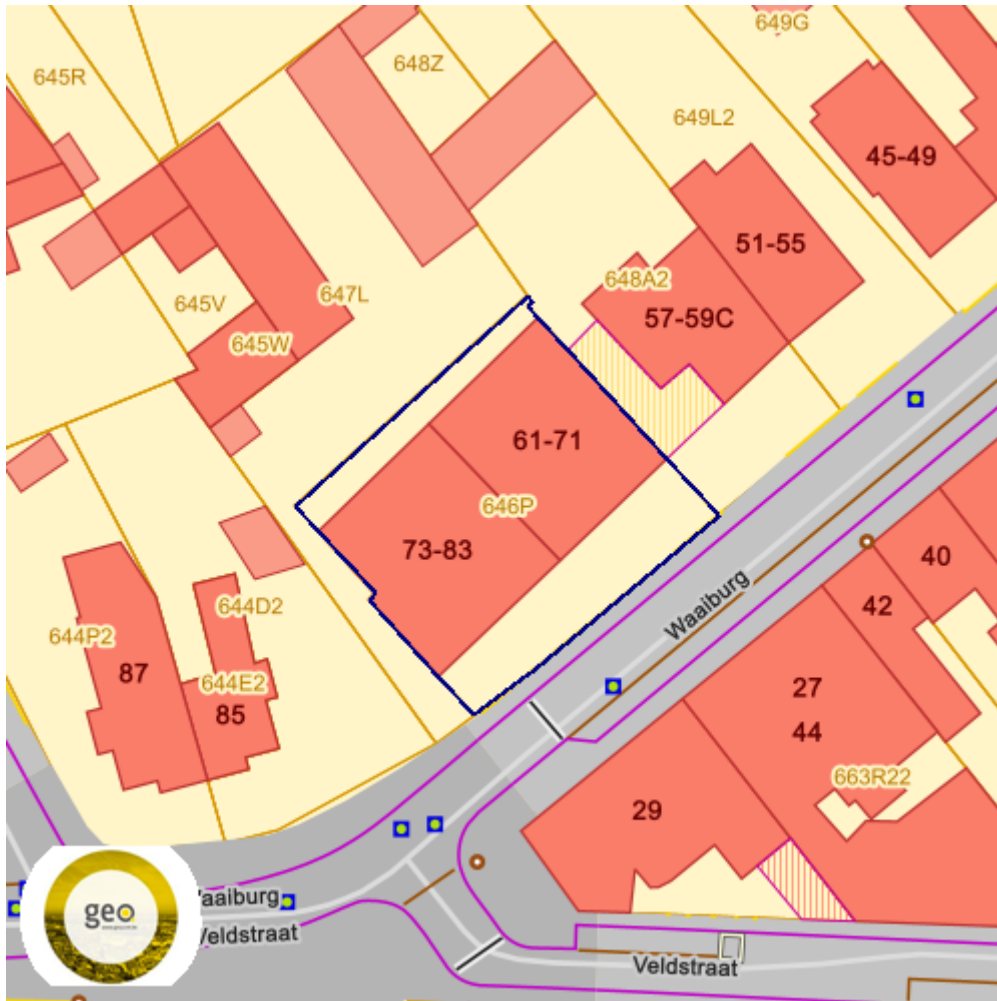 649G
648Z
645R
649L2
45-49
51-55
648A2
647L
645V
57-59C
645W
61-71
646P
73-83
40
Waaiburg
42
644D2
644P2
87
644E2
85
27
44
663R22
29
geo
Waaiburg
Veldstraat
Veldstraat